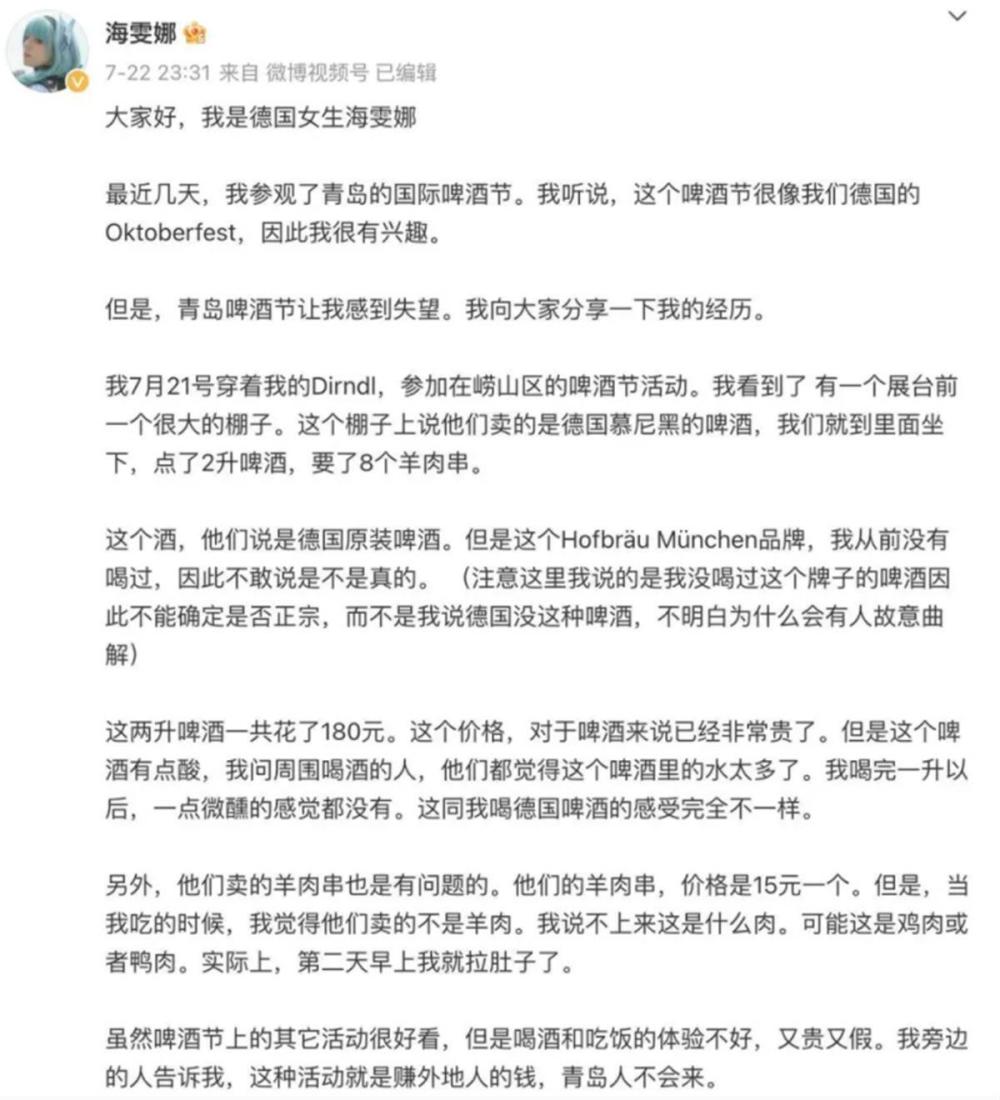 海雯娜
7-22 23:31 来自 微博视频号 已编辑
大家好，我是德国女生海雯娜
最近几天，我参观了青岛的国际啤酒节。我听说，这个啤酒节很像我们德国的
Oktoberfest，因此我很有兴趣。
但是，青岛啤酒节让我感到失望。我向大家分享一下我的经历。
我7月21号穿着我的Dirndl，参加在崂山区的啤酒节活动。我看到了 有一个展台前
一个很大的棚子。这个棚子上说他们卖的是德国慕尼黑的啤酒，我们就到里面坐
下，点了2升啤酒，要了8个羊肉串。
这个酒，他们说是德国原装啤酒。但是这个Hofbräu München品牌，我从前没有
喝过，因此不敢说是不是真的。 （注意这里我说的是我没喝过这个牌子的啤酒因
此不能确定是否正宗，而不是我说德国没这种啤酒，不明白为什么会有人故意曲
解）
这两升啤酒一共花了180元。这个价格，对于啤酒来说已经非常贵了。但是这个啤
酒有点酸，我问周围喝酒的人，他们都觉得这个啤酒里的水太多了。我喝完一升以
后，一点微醺的感觉都没有。这同我喝德国啤酒的感受完全不一样。
另外，他们卖的羊肉串也是有问题的。他们的羊肉串，价格是15元一个。但是，当
我吃的时候，我觉得他们卖的不是羊肉。我说不上来这是什么肉。可能这是鸡肉或
者鸭肉。实际上，第二天早上我就拉肚子了。
虽然啤酒节上的其它活动很好看，但是喝酒和吃饭的体验不好，又贵又假。我旁边
的人告诉我，这种活动就是赚外地人的钱，青岛人不会来。